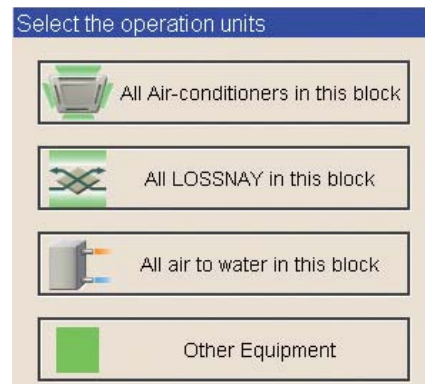 Select the operation units
All Air-conditioners in this block
All LOSSNAY in this block
All air to water in this block
Other Equipment